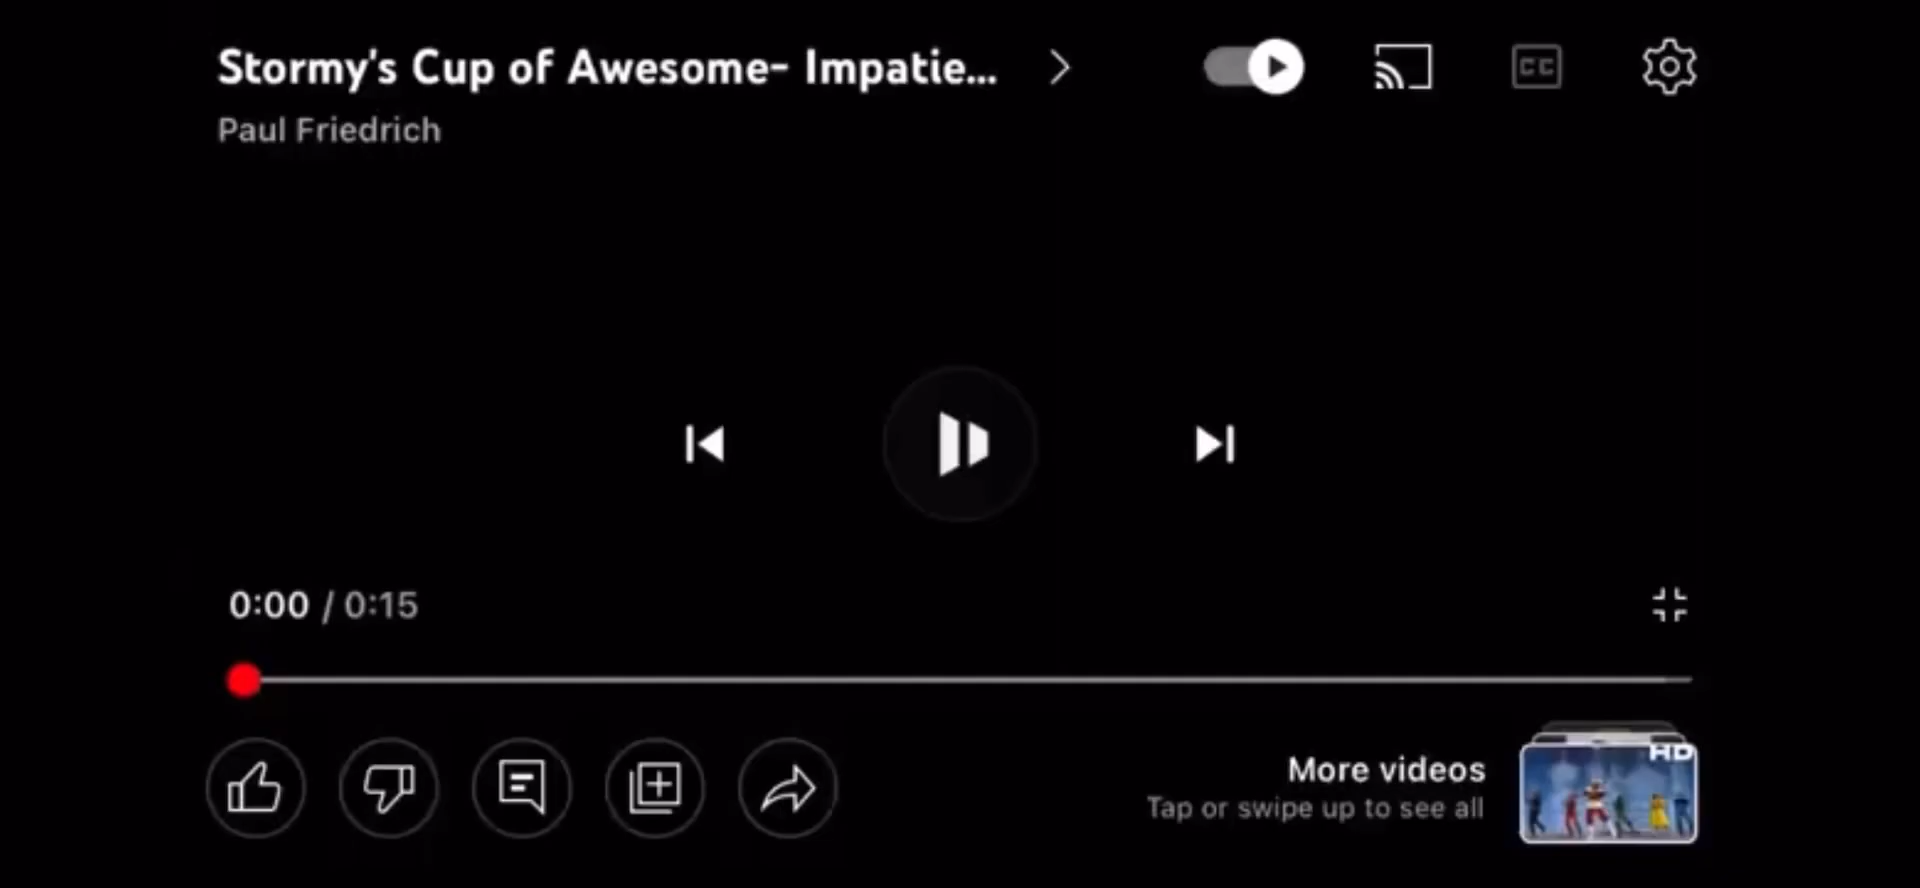 Stormy's Cup of Awesome- Impatie...
Paul Friedrich
CC
0:00 / 0:15
More videos
Tap or swipe up to see all
HD